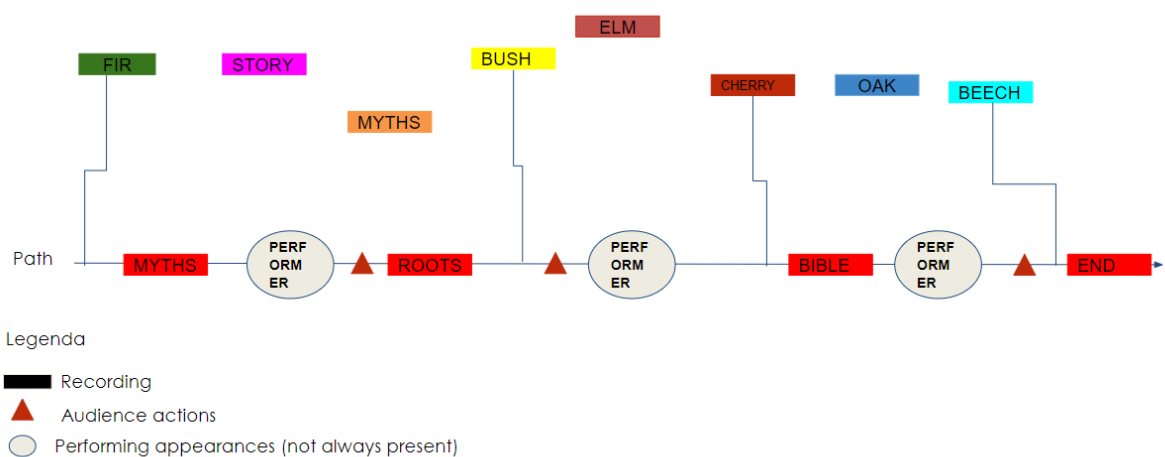 ELM
FIR
STORY
BUSH
CHERRY
OAK
BEECH
MYTHS
Path
MYTHS
PERF
ORM
ER
ROOTS
PERF
ORM
ER
BIBLE
PERF
ORM
ER
END
Legenda
Recording
Audience actions
Performing appearances (not always present)